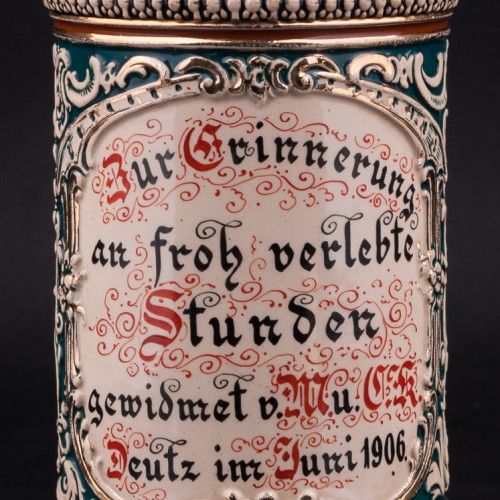 Zur Erinnerung
an froh verlebte
Stunden
gewidmet v. M u. C. K.
Deutz im Juni 1906.